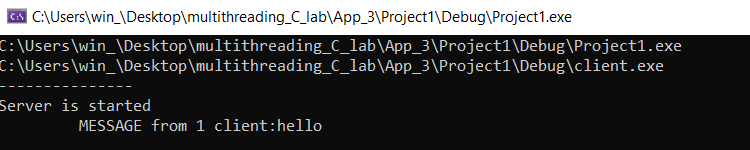 C:\Users\win_\Desktop\multithreading_C_lab\App_3\Project1\Debug\Project1.exe
C:\Users\win_\Desktop\multithreading_C_lab\App_3\Project1\Debug\Project1.exe
C:\Users\win_\Desktop\multithreading_C_lab\App_3\Project1\Debug\client.exe
---------------
Server is started
        MESSAGE from 1 client:hello